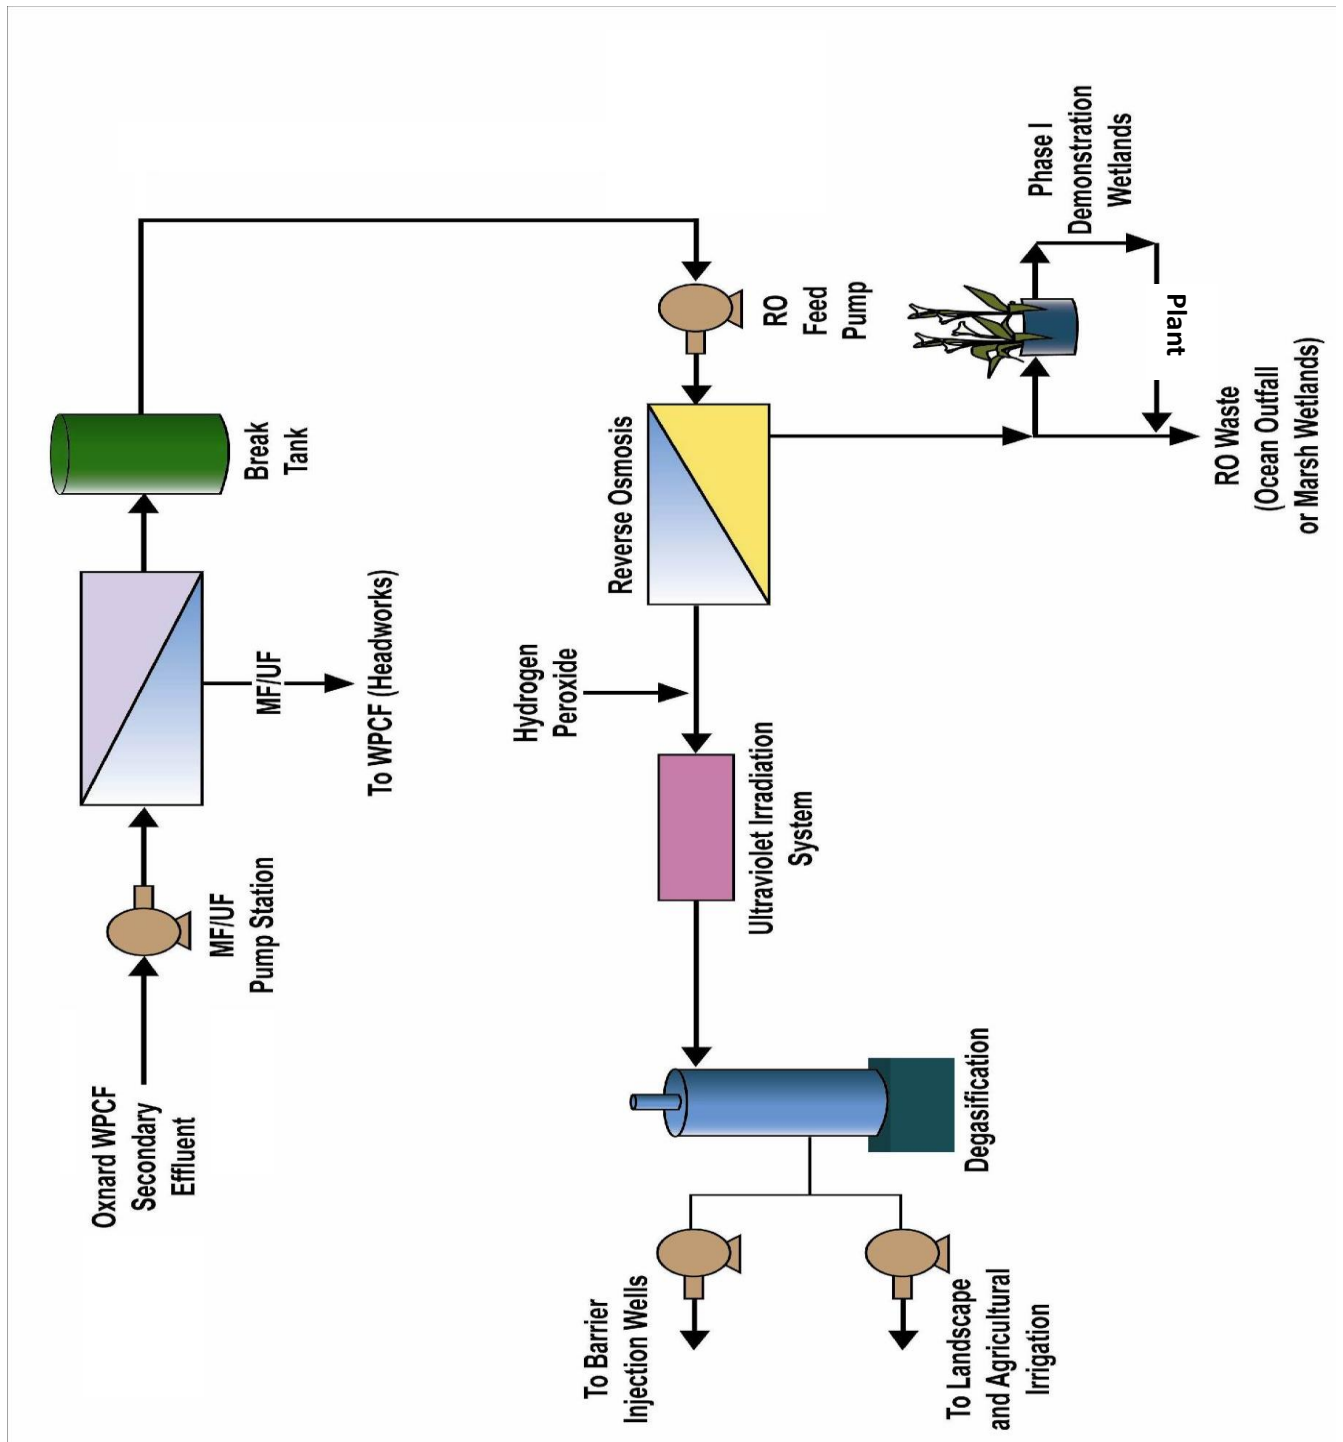 Oxnard WPCF
Secondary
Effluent
MF/UF
Pump Station
MF/UF
To WPCF (Headworks)
Break
Tank
RO
Feed
Pump
Reverse Osmosis
Hydrogen
Peroxide
Ultraviolet Irradiation
System
Degasification
To Barrier
Injection Wells
To Landscape
and Agricultural
Irrigation
Phase I
Demonstration
Wetlands
Plant
RO Waste
(Ocean Outfall
or Marsh Wetlands)